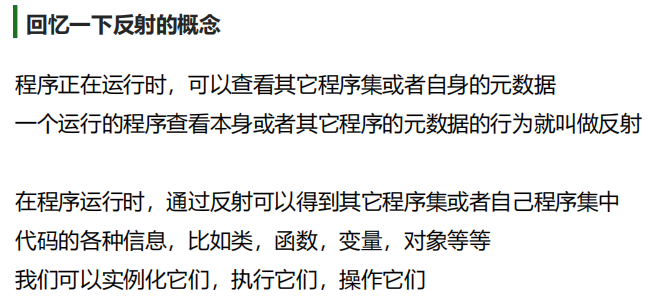 回忆一下反射的概念
程序正在运行时，可以查看其它程序集或者自身的元数据
一个运行的程序查看本身或者其它程序的元数据的行为就叫做反射
在程序运行时，通过反射可以得到其它程序集或者自己程序集中
代码的各种信息，比如类，函数，变量，对象等等
我们可以实例化它们，执行它们，操作它们